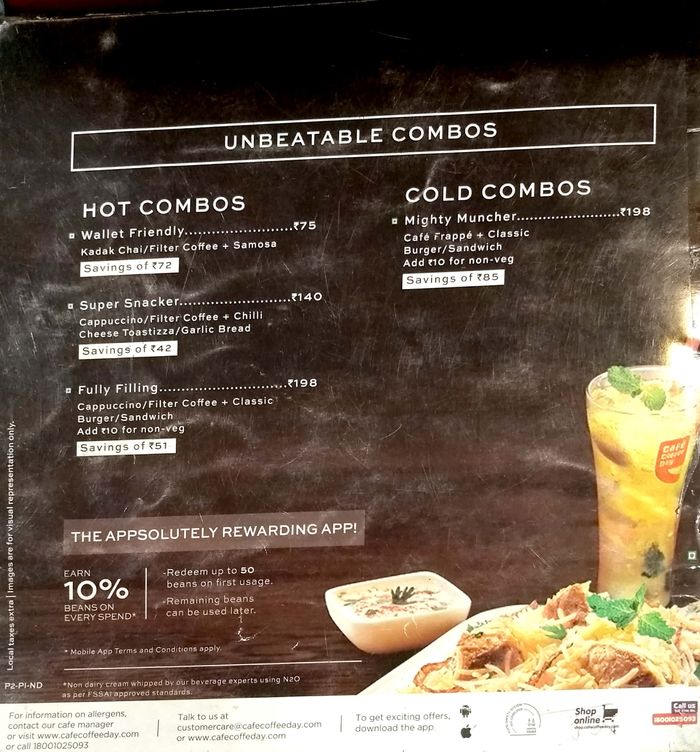 UNBEATABLE COMBOS
HOT COMBOS
Wallet Friendly......................₹75
Kadak Chai/Filter Coffee + Samosa
Savings of ₹72
Super Snacker......................₹140
Cappuccino/Filter Coffee + Chilli
Cheese Toastizza/Garlic Bread
Savings of ₹42
Fully Filling.........................₹198
Cappuccino/Filter Coffee + Classic
Burger/Sandwich
Add ₹10 for non-veg
Savings of ₹51
COLD COMBOS
Mighty Muncher....................₹198
Café Frappé + Classic
Burger/Sandwich
Add ₹10 for non-veg
Savings of ₹85
Café
Coffee
Day
THE APPSOLUTELY REWARDING APP!
EARN
10%
BEANS ON
EVERY SPEND*
-Redeem up to 50
beans on first usage.
-Remaining beans
can be used later.
* Mobile App Terms and Conditions apply.
Local taxes extra | Images are for visual representation only.
P2-PI-ND
*Non dairy cream whipped by our beverage experts using N2O
as per FSSAI approved standards.
For information on allergens,
contact our cafe manager
or visit www.cafecoffeeday.com
or call 18001025093
Talk to us at
customercare@cafecoffeeday.com
or www.cafecoffeeday.com
To get exciting offers,
download the app.
Shop
online
shop.cafecoffeeday.com
Call us
18001025093